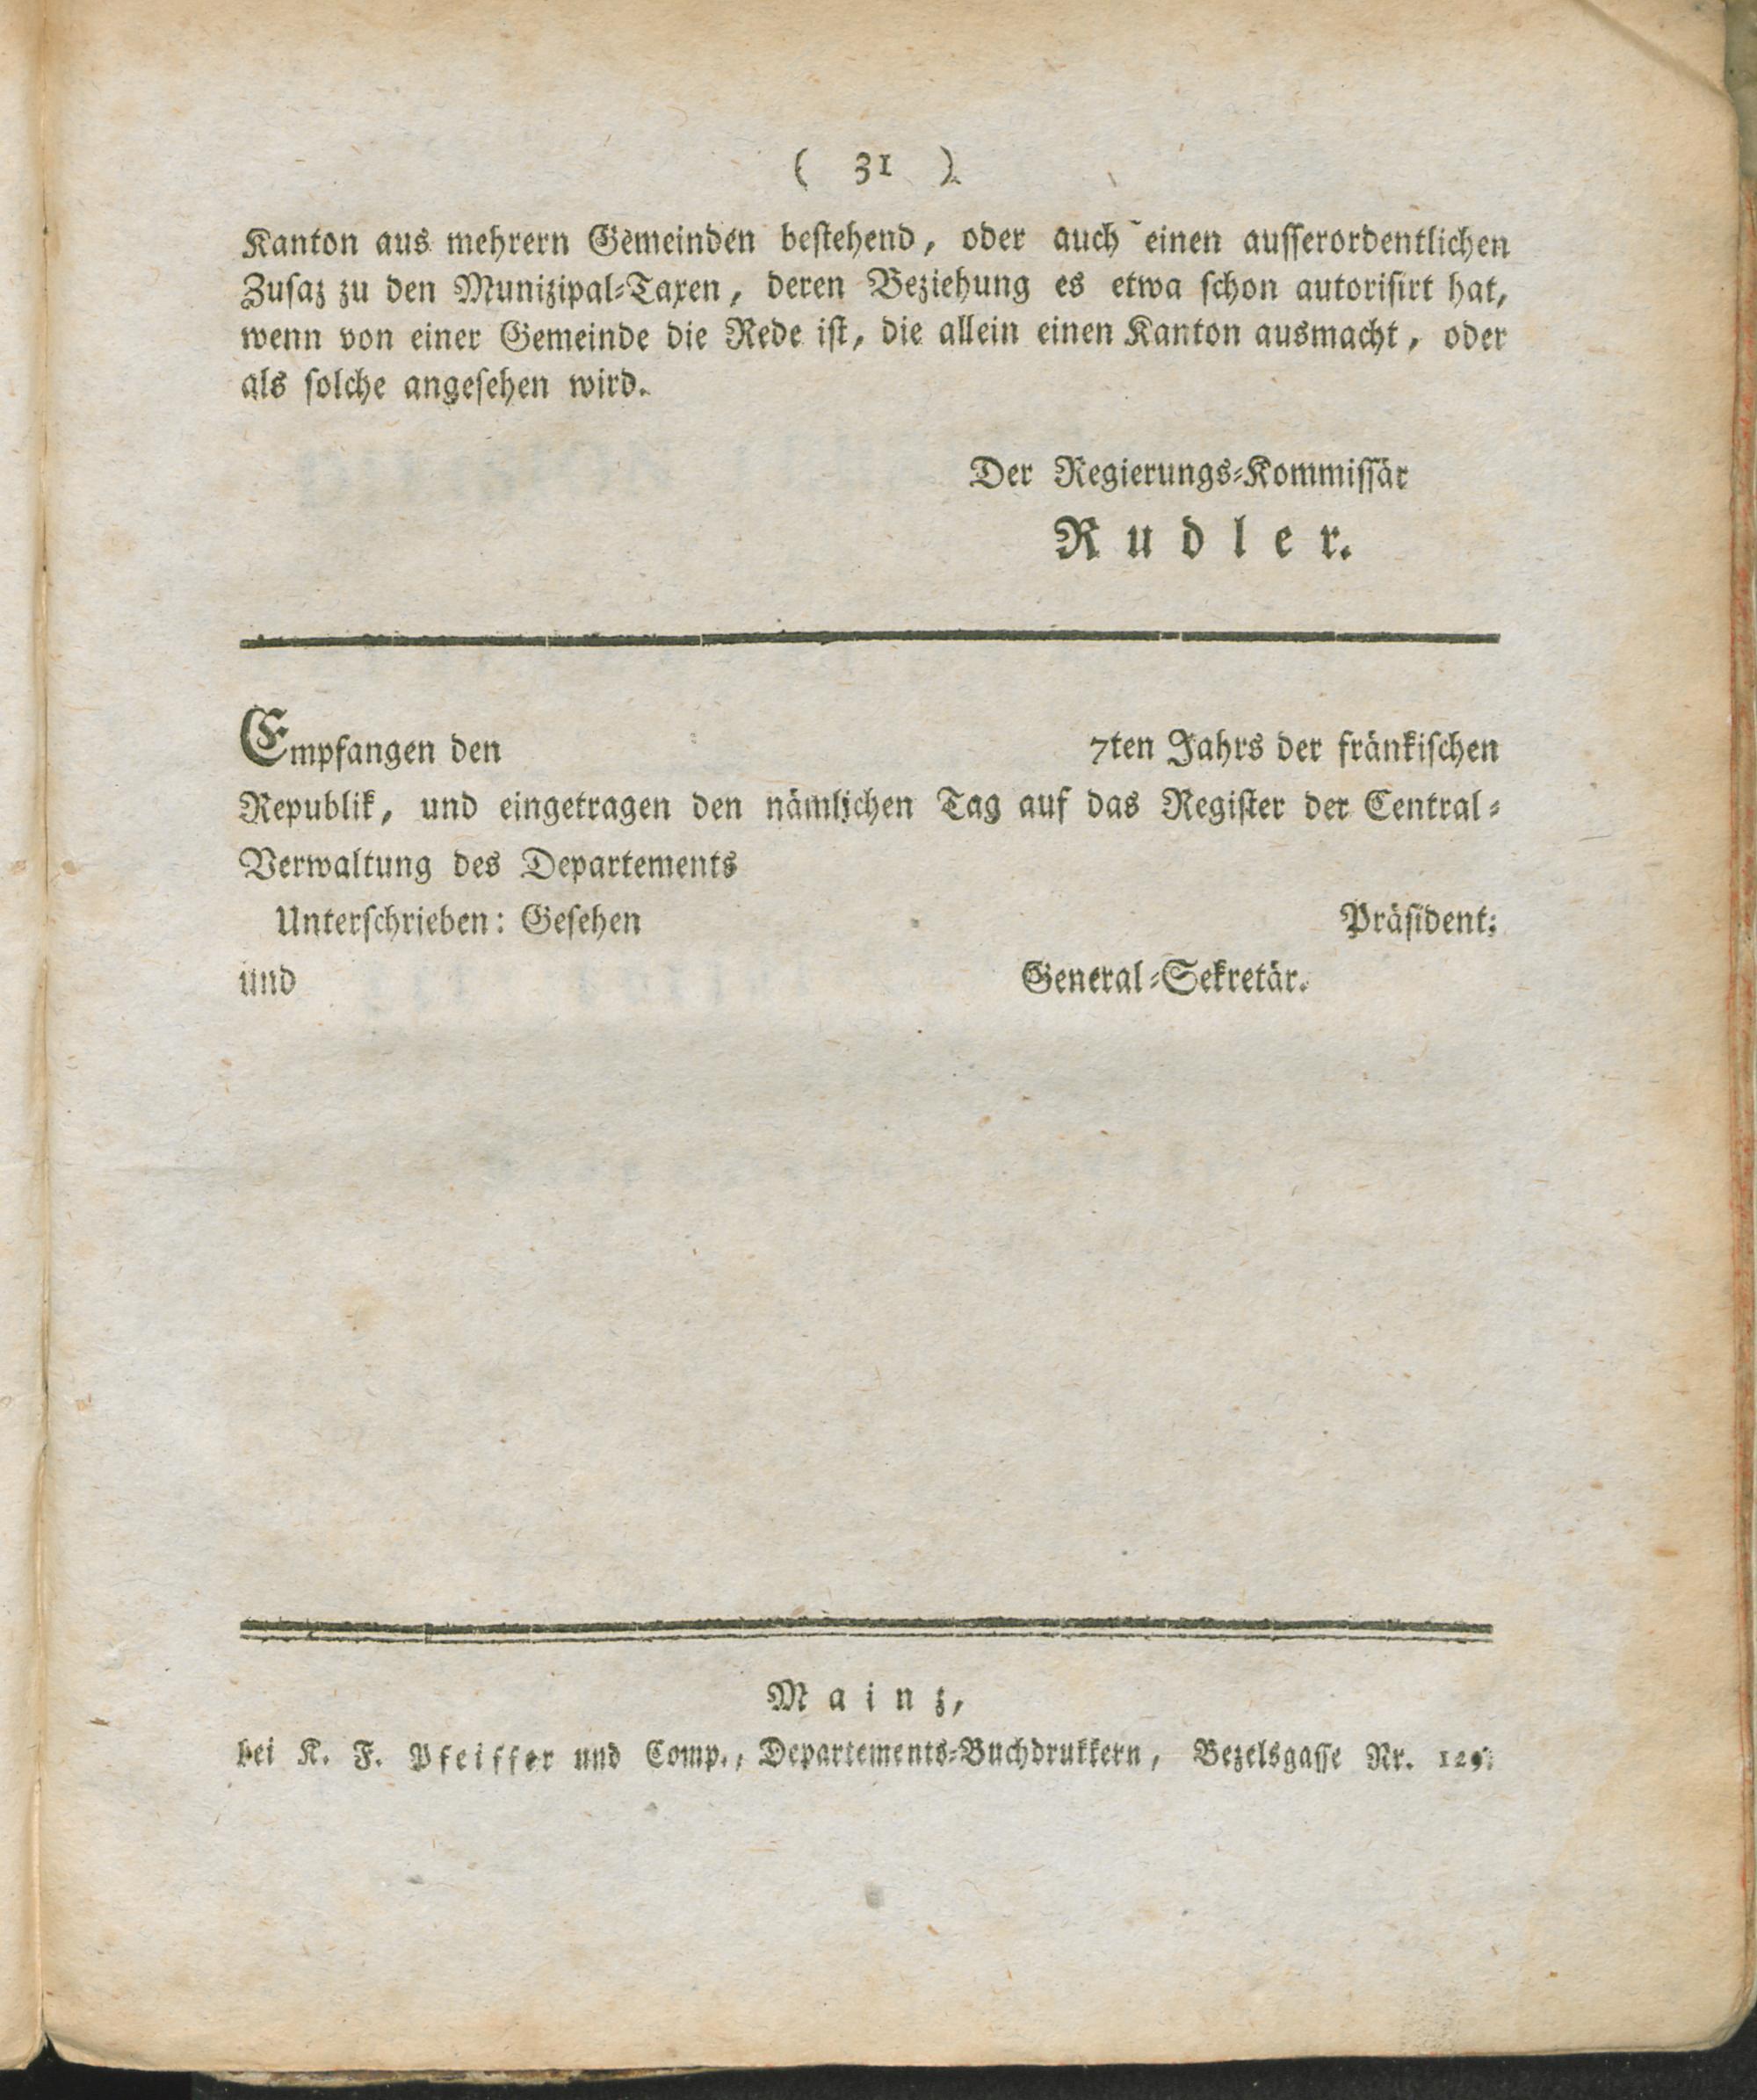 ( 31 )
Kanton aus mehrern Gemeinden bestehend, oder auch einen ausserordentlichen
Zusaz zu den Munizipal-Taxen, deren Beziehung es etwa schon autorisirt hat,
wenn von einer Gemeinde die Rede ist, die allein einen Kanton ausmacht, oder
als solche angesehen wird.
Der Regierungs-Kommissär
Rudler.
Empfangen den 7ten Jahrs der fränkischen
Republik, und eingetragen den nämlichen Tag auf das Register der Central-
Verwaltung des Departements
Unterschrieben: Gesehen Präsident;
und General-Sekretär.
Mainz,
bei K. F. Pfeiffer und Comp., Departements-Buchdrukkern, Bezelsgasse Nr.